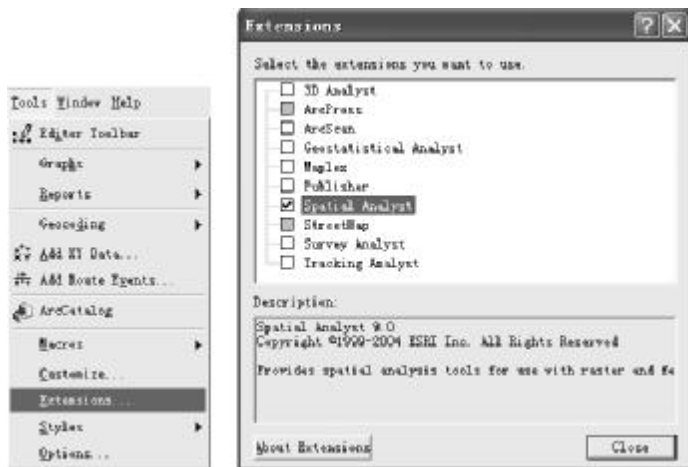 Tools Window Help
Editor Toolbar
Graphs
Reports
Geocoding
Add XY Data...
Add Route Events...
ArcCatalog
Macros
Customize...
Extensions...
Styles
Options...
Extensions
Select the extensions you want to use.
3D Analyst
ArcPress
ArcScan
Geostatistical Analyst
Maplex
Publisher
Spatial Analyst
StreetMap
Survey Analyst
Tracking Analyst
Description:
Spatial Analyst 9.0
Copyright ©1999-2004 ESRI Inc. All Rights Reserved
Provides spatial analysis tools for use with raster and fe
About Extensions
Close